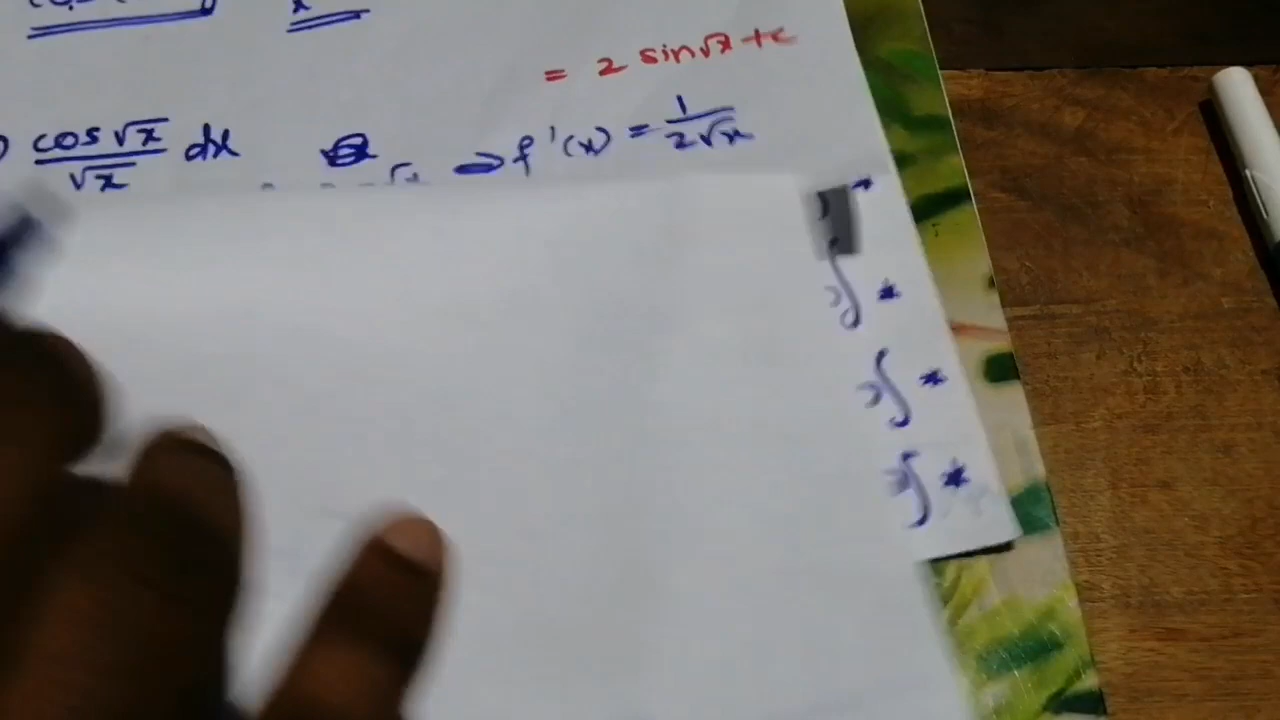 = 2 sin√x + c
cos√x/√x dx ⇒ f'(x) = 1/2√x
∫ *
∫ *
∫ *